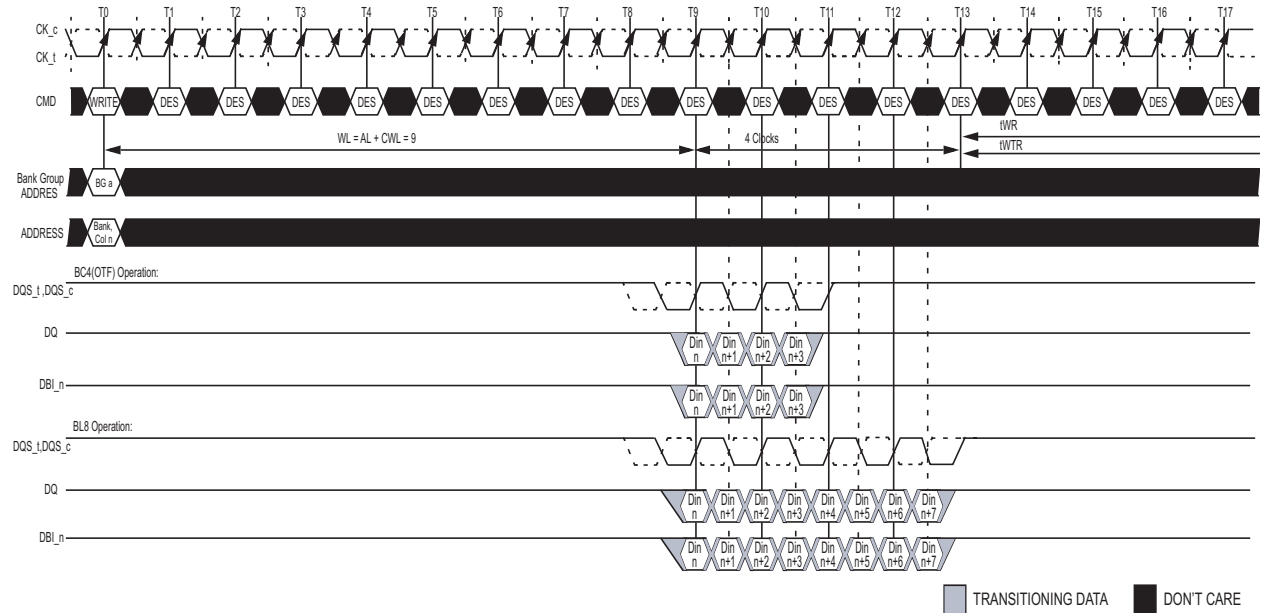 T0 T1 T2 T3 T4 T5 T6 T7 T8 T9 T10 T11 T12 T13 T14 T15 T16 T17
CK_c
CK_t
CMD WRITE DES DES DES DES DES DES DES DES DES DES DES DES DES DES DES DES DES
tWR
WL = AL + CWL = 9 4 Clocks
tWTR
Bank Group
ADDRES
BG a
ADDRESS
Bank,
Col n
BC4(OTF) Operation:
DQS_t ,DQS_c
DQ
Din Din Din Din
n n+1 n+2 n+3
DBI_n
Din Din Din Din
n n+1 n+2 n+3
BL8 Operation:
DQS_t,DQS_c
DQ
Din Din Din Din Din Din Din Din
n n+1 n+2 n+3 n+4 n+5 n+6 n+7
DBI_n
Din Din Din Din Din Din Din Din
n n+1 n+2 n+3 n+4 n+5 n+6 n+7
TRANSITIONING DATA DON'T CARE